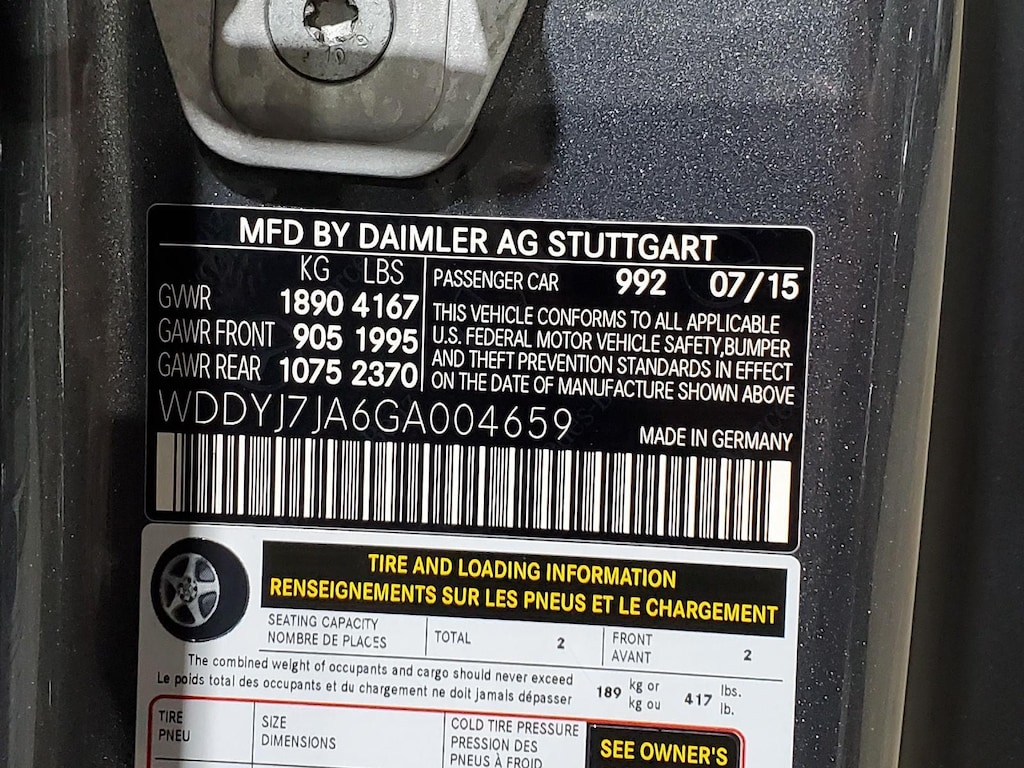 10
MFD BY DAIMLER AG STUTTGART
KG LBS
GVWR 1890 4167
GAWR FRONT 905 1995
GAWR REAR 1075 2370
PASSENGER CAR 992 07/15
THIS VEHICLE CONFORMS TO ALL APPLICABLE
U.S. FEDERAL MOTOR VEHICLE SAFETY,BUMPER
AND THEFT PREVENTION STANDARDS IN EFFECT
ON THE DATE OF MANUFACTURE SHOWN ABOVE
WDDYJ7JA6GA004659
MADE IN GERMANY
TIRE AND LOADING INFORMATION
RENSEIGNEMENTS SUR LES PNEUS ET LE CHARGEMENT
SEATING CAPACITY
NOMBRE DE PLACES
TOTAL 2
FRONT
AVANT
2
The combined weight of occupants and cargo should never exceed
Le poids total des occupants et du chargement ne doit jamais dépasser
189 kg or
kg ou
417 lbs.
lb.
TIRE
PNEU
SIZE
DIMENSIONS
COLD TIRE PRESSURE
PRESSION DES
PNEUS À FROID
SEE OWNER'S